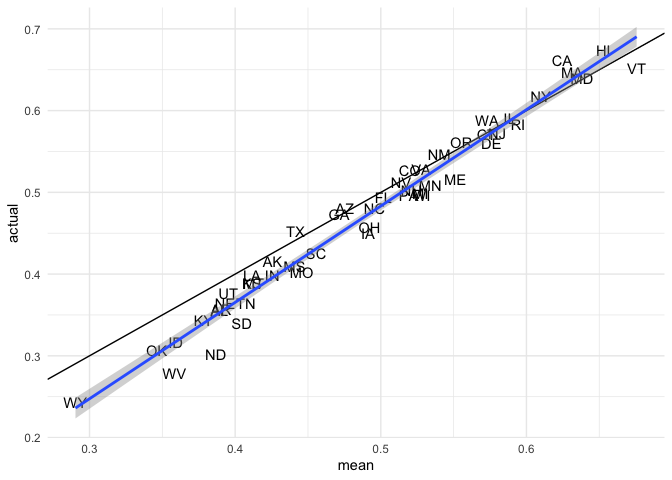 0.7
HI
CA
MA
MD
VT
0.6
NY
WA
IL
RI
NJ
DE
OR
NM
CO
VA
ME
NV
MN
0.5
FL
NC
AZ
GA
OH
IA
TX
SC
AK
MS
MO
0.4
LA
IN
UT
NE
TN
AL
KY
SD
ID
OK
ND
0.3
WV
WY
0.2
0.3
0.4
0.5
0.6
mean
actual